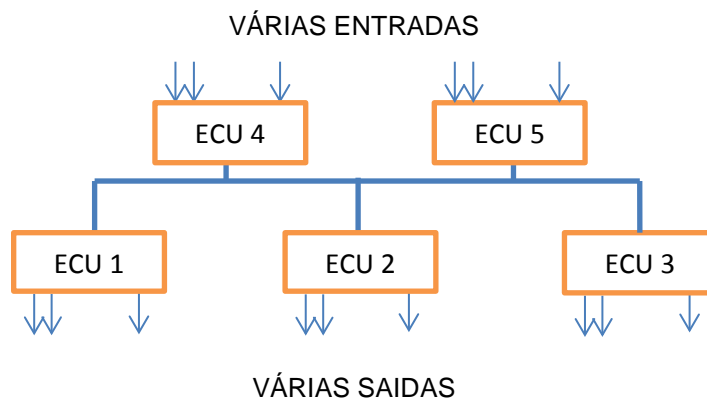 VÁRIAS ENTRADAS
ECU 4
ECU 5
ECU 1
ECU 2
ECU 3
VÁRIAS SAIDAS